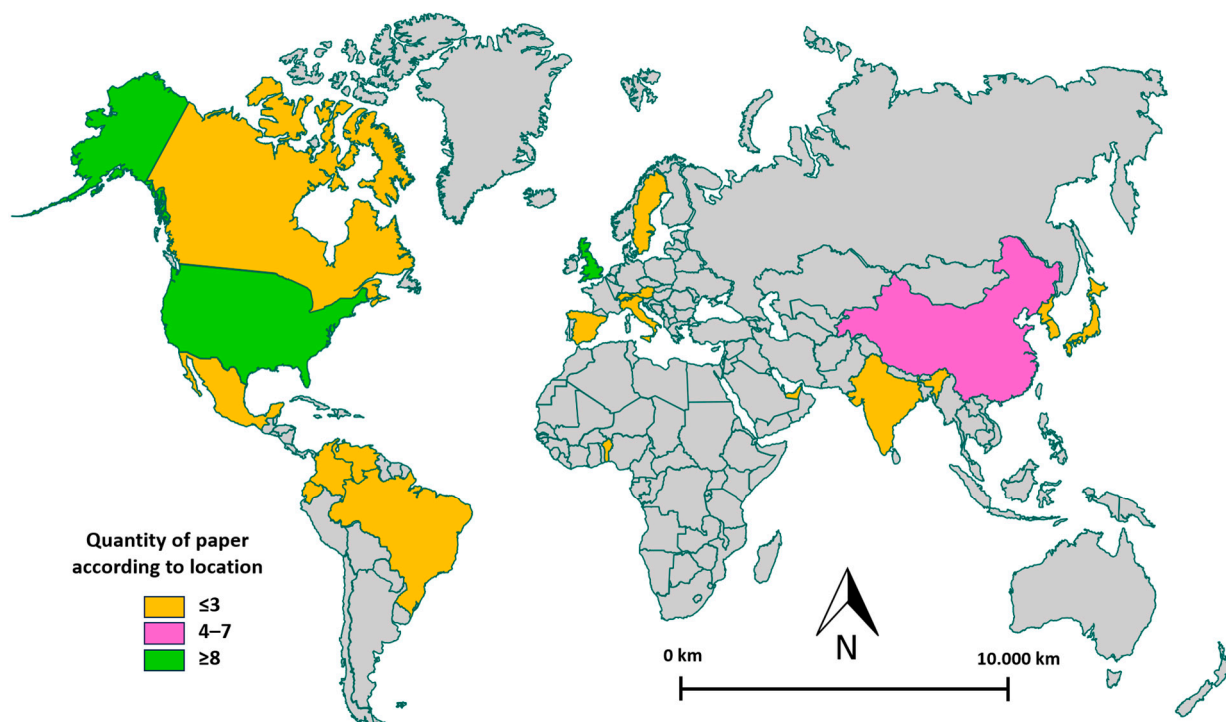 Quantity of paper
according to location
≤3
4–7
≥8
N
0 km
10.000 km